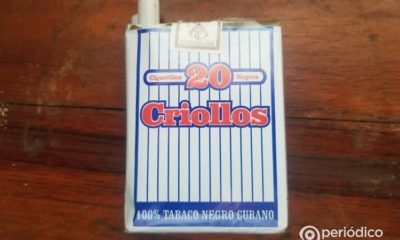 Cigarrillos 20 Negros
Criollos
100% TABACO NEGRO CUBANO
periódico